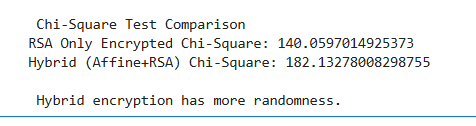 Chi-Square Test Comparison
RSA Only Encrypted Chi-Square: 140.0597014925373
Hybrid (Affine+RSA) Chi-Square: 182.13278008298755
Hybrid encryption has more randomness.